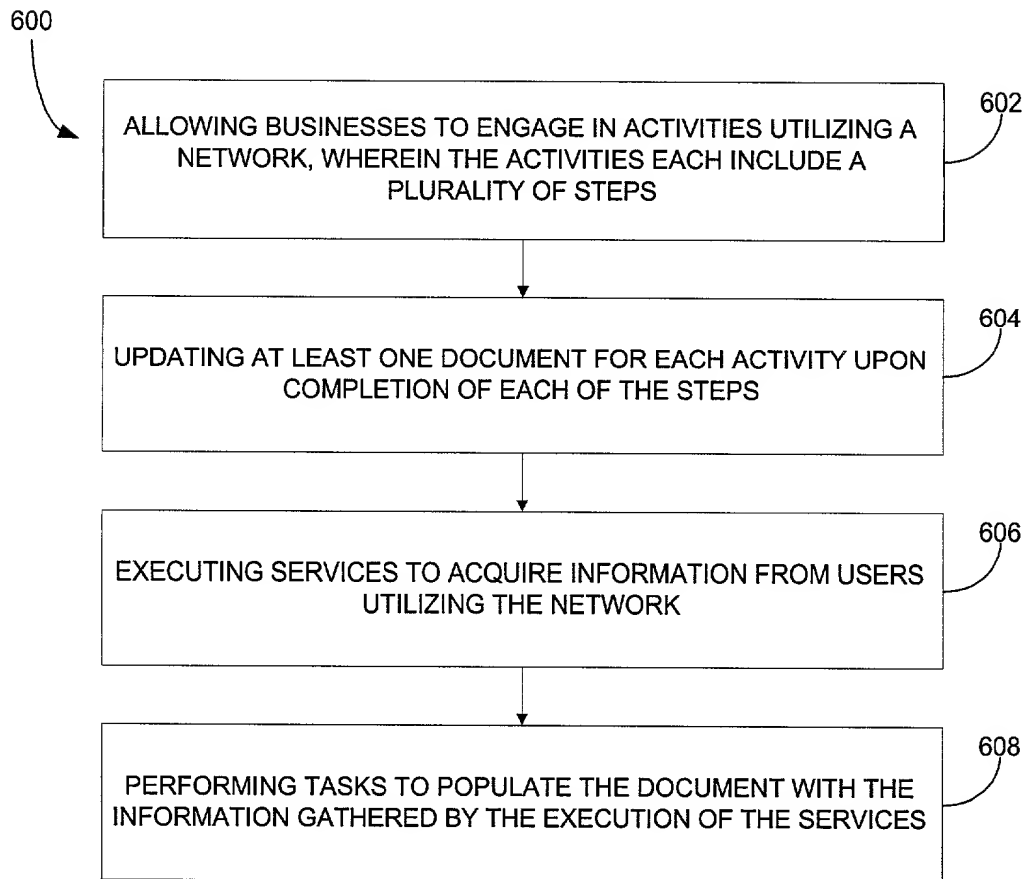 600
602
ALLOWING BUSINESSES TO ENGAGE IN ACTIVITIES UTILIZING A
NETWORK, WHEREIN THE ACTIVITIES EACH INCLUDE A
PLURALITY OF STEPS
604
UPDATING AT LEAST ONE DOCUMENT FOR EACH ACTIVITY UPON
COMPLETION OF EACH OF THE STEPS
606
EXECUTING SERVICES TO ACQUIRE INFORMATION FROM USERS
UTILIZING THE NETWORK
608
PERFORMING TASKS TO POPULATE THE DOCUMENT WITH THE
INFORMATION GATHERED BY THE EXECUTION OF THE SERVICES